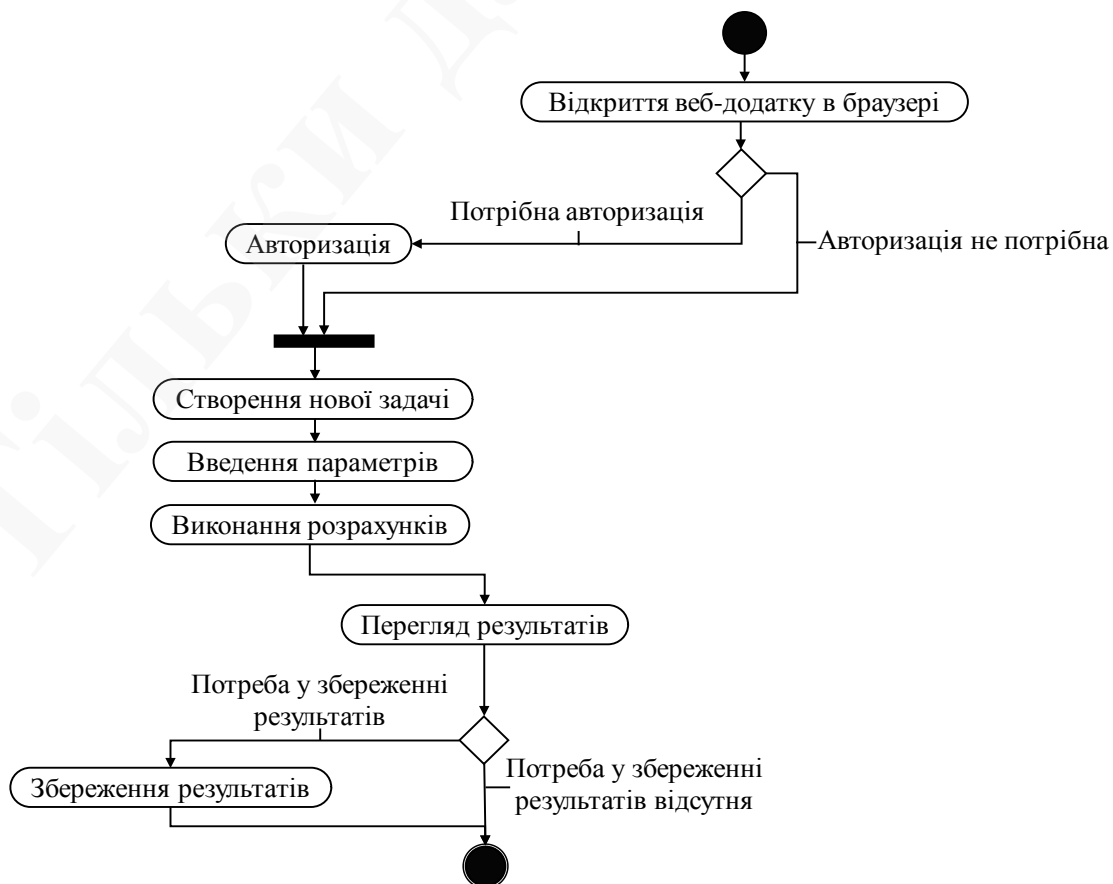 Відкриття веб-додатку в браузері
Потрібна авторизація
Авторизація
Авторизація не потрібна
Створення нової задачі
Введення параметрів
Виконання розрахунків
Перегляд результатів
Потреба у збереженні
результатів
Збереження результатів
Потреба у збереженні
результатів відсутня
Тільки д